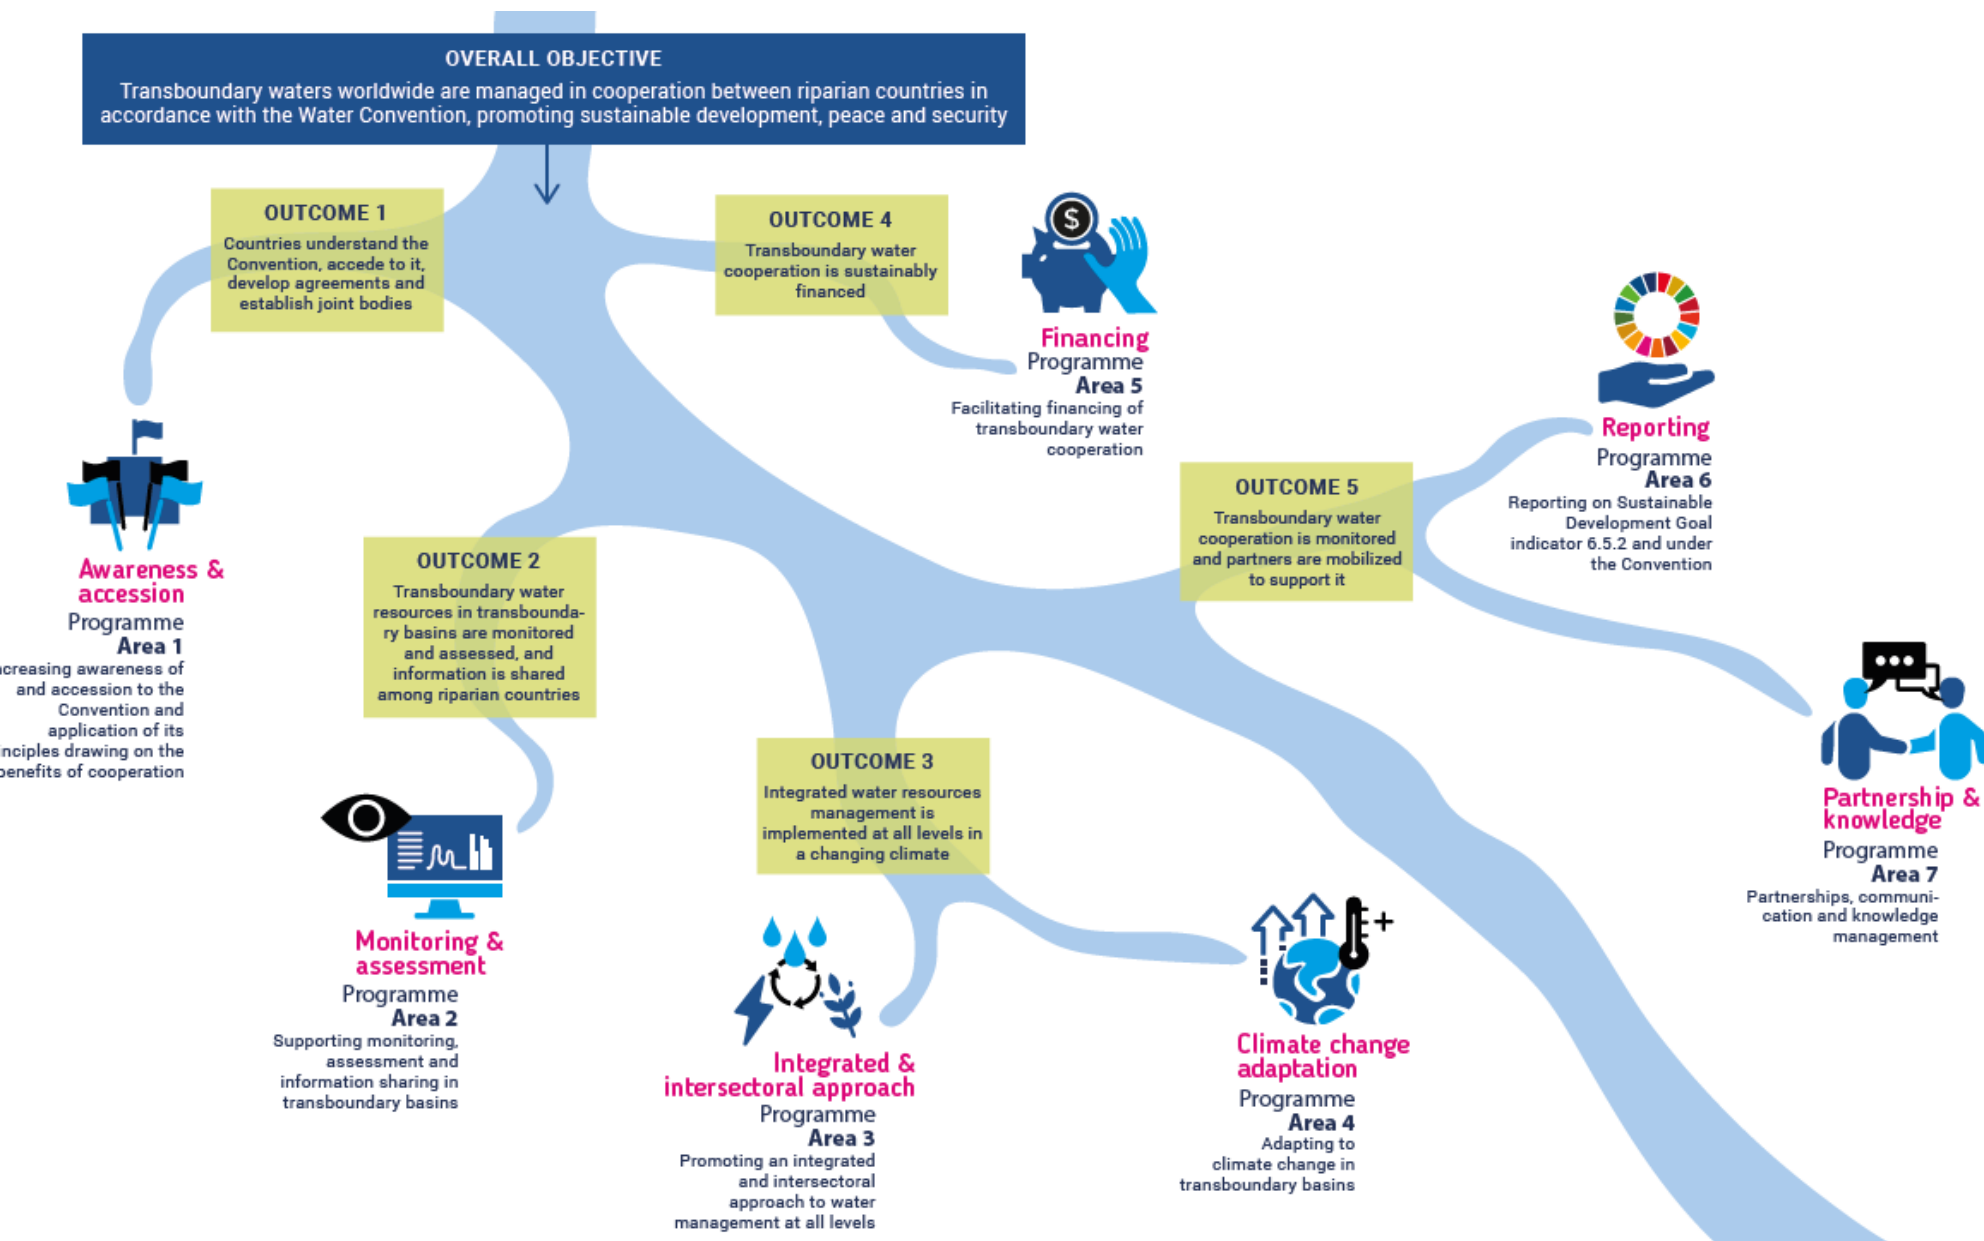 OVERALL OBJECTIVE
Transboundary waters worldwide are managed in cooperation between riparian countries in
accordance with the Water Convention, promoting sustainable development, peace and security
OUTCOME 1
Countries understand the
Convention, accede to it,
develop agreements and
establish joint bodies
OUTCOME 4
Transboundary water
cooperation is sustainably
financed
$
Financing
Programme
Area 5
Facilitating financing of
transboundary water
cooperation
Reporting
Programme
Area 6
Reporting on Sustainable
Development Goal
indicator 6.5.2 and under
the Convention
OUTCOME 5
Transboundary water
cooperation is monitored
and partners are mobilized
to support it
Awareness &
accession
Programme
Area 1
ncreasing awareness of
and accession to the
Convention and
application of its
inciples drawing on the
benefits of cooperation
OUTCOME 2
Transboundary water
resources in transbounda-
ry basins are monitored
and assessed, and
information is shared
among riparian countries
Partnership &
knowledge
Programme
Area 7
Partnerships, communi-
cation and knowledge
management
OUTCOME 3
Integrated water resources
management is
implemented at all levels in
a changing climate
Monitoring &
assessment
Programme
Area 2
Supporting monitoring,
assessment and
information sharing in
transboundary basins
Integrated &
intersectoral approach
Programme
Area 3
Promoting an integrated
and intersectoral
approach to water
management at all levels
+
Climate change
adaptation
Programme
Area 4
Adapting to
climate change in
transboundary basins